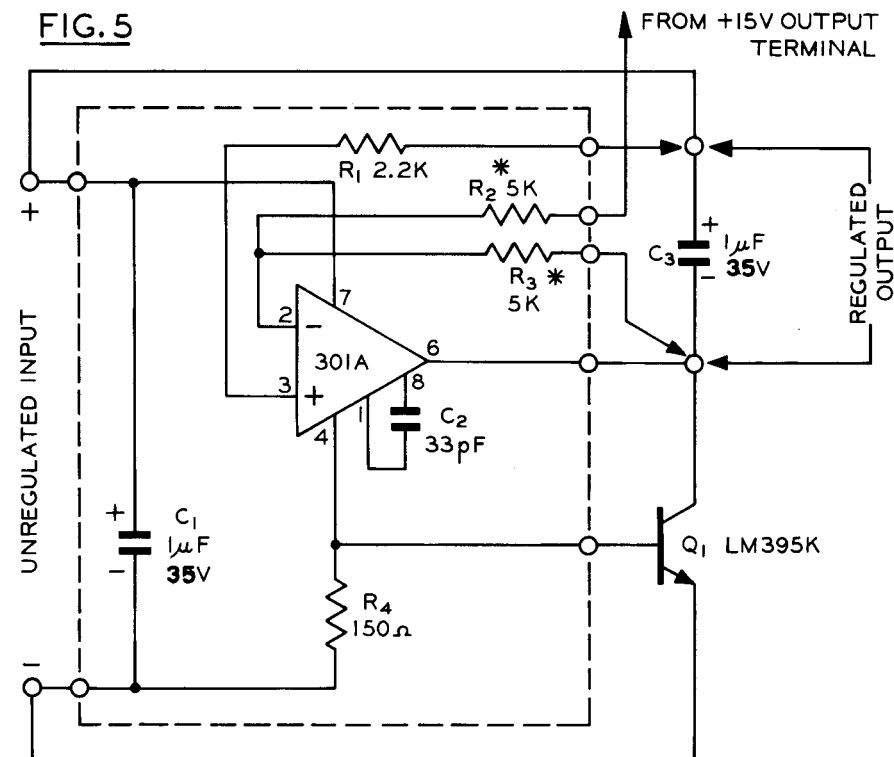 FIG. 5
FROM +15V OUTPUT
TERMINAL
R1 2.2K
*
R2 5K
R3 *
5K
+
C3
1µF
35V
-
REGULATED
OUTPUT
+
UNREGULATED INPUT
-
7
2
-
301A
6
3
+
8
1
4
C2
33pF
+
C1
1µF
35V
-
Q1 LM395K
R4
150Ω